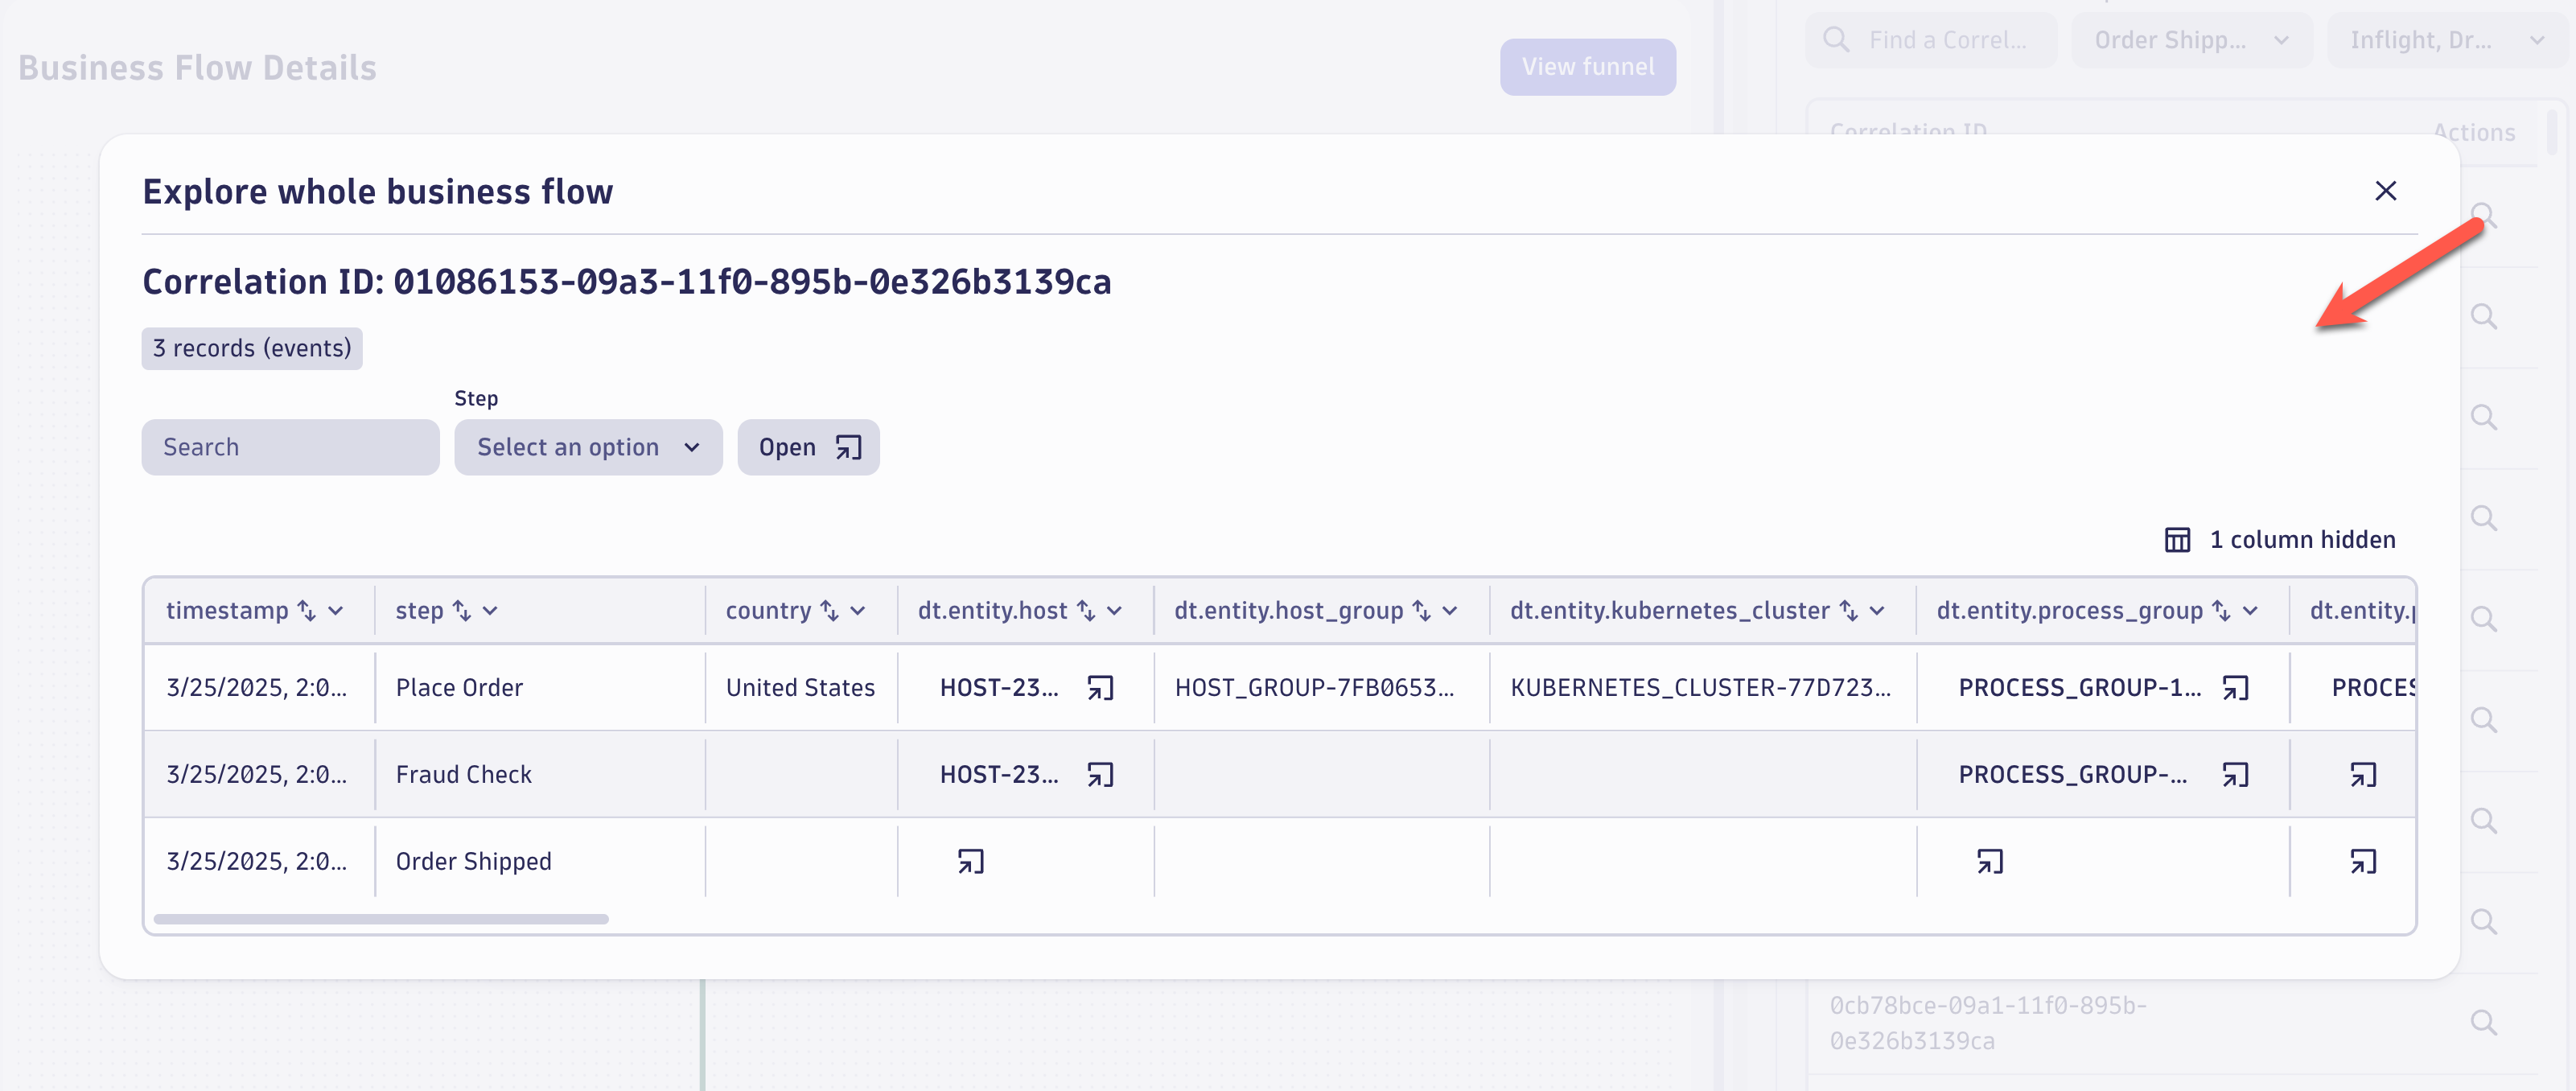 Business Flow Details
View funnel
Find a Correl...
Order Shipp...
Inflight, Dr...
Correlation ID
Actions
Explore whole business flow
Correlation ID: 01086153-09a3-11f0-895b-0e326b3139ca
3 records (events)
Step
Search
Select an option
Open
1 column hidden
timestamp step country dt.entity.host dt.entity.host_group dt.entity.kubernetes_cluster dt.entity.process_group dt.entity.p
3/25/2025, 2:0... Place Order United States HOST-23... HOST_GROUP-7FB0653... KUBERNETES_CLUSTER-77D723... PROCESS_GROUP-1... PROCES
3/25/2025, 2:0... Fraud Check HOST-23... PROCESS_GROUP-...
3/25/2025, 2:0... Order Shipped
0cb78bce-09a1-11f0-895b-
0e326b3139ca